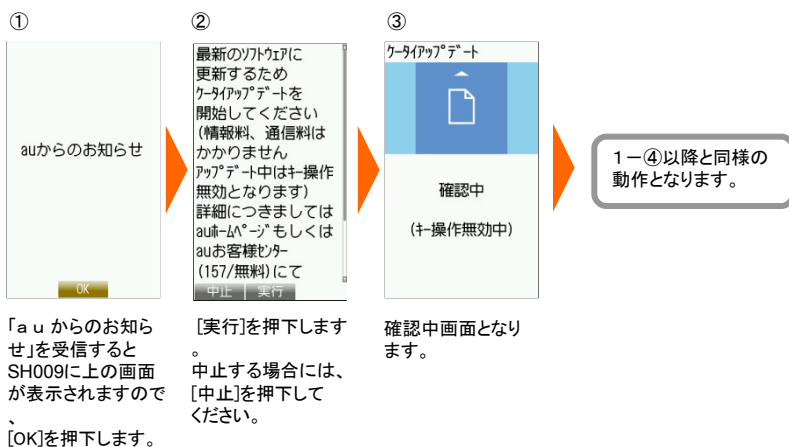 ①
auからのお知らせ
OK
「ａｕからのお知ら
せ」を受信すると
SH009に上の画面
が表示されますので
、
[OK]を押下します。
②
最新のｿﾌﾄｳｪｱに
更新するため
ｹｰﾀｲｱｯﾌﾟﾃﾞｰﾄを
開始してください
(情報料、通信料は
かかりません
ｱｯﾌﾟﾃﾞｰﾄ中はｷｰ操作
無効となります)
詳細につきましては
auﾎｰﾑﾍﾟｰｼﾞもしくは
auお客様ｾﾝﾀｰ
(157/無料)にて
中止 実行
[実行]を押下します
。
中止する場合には、
[中止]を押下して
ください。
③
ｹｰﾀｲｱｯﾌﾟﾃﾞｰﾄ
確認中
(ｷｰ操作無効中)
確認中画面となり
ます。
１－④以降と同様の
動作となります。